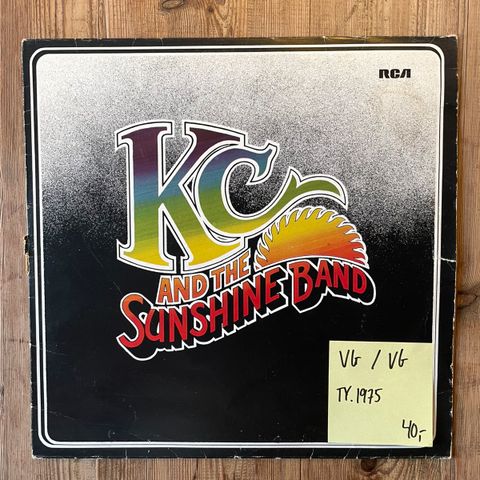 RCA
KC
AND THE
SUNSHINE BAND
VG / VG
TY. 1975
40,-